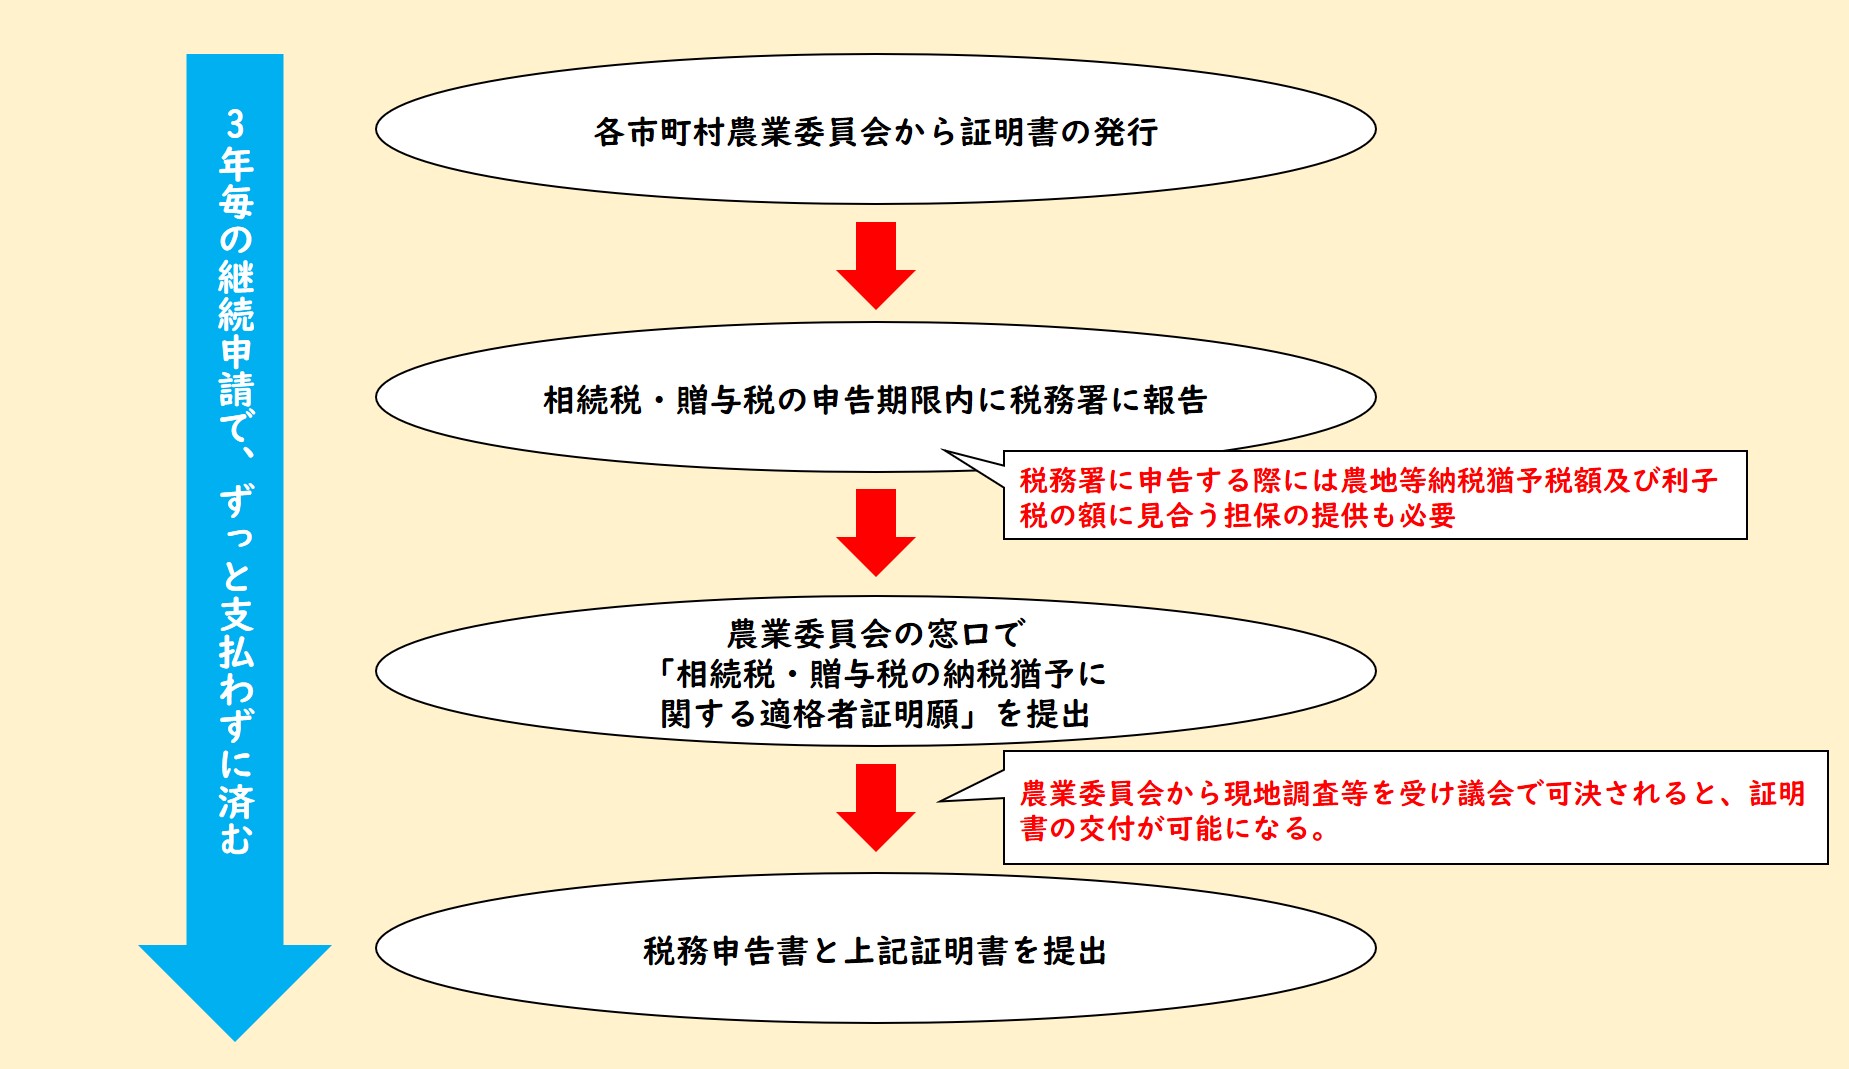 3年毎の継続申請で、ずっと支払わずに済む
各市町村農業委員会から証明書の発行
相続税・贈与税の申告期限内に税務署に報告
税務署に申告する際には農地等納税猶予税額及び利子
税の額に見合う担保の提供も必要
農業委員会の窓口で
「相続税・贈与税の納税猶予に
関する適格者証明願」を提出
農業委員会から現地調査等を受け議会で可決されると、証明
書の交付が可能になる。
税務申告書と上記証明書を提出